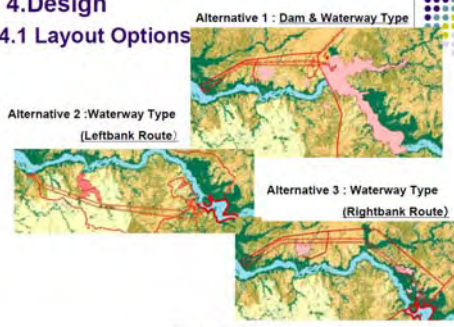 4.Design
4.1 Layout Options
Alternative 1 : Dam & Waterway Type
Alternative 2 :Waterway Type
(Leftbank Route)
Alternative 3 : Waterway Type
(Rightbank Route)